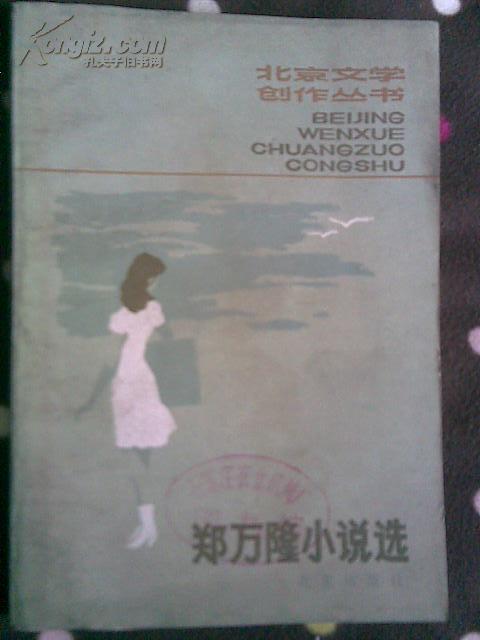 Kongfz.com
孔夫子旧书网
北京文学
创作丛书
BEIJING
WENXUE
CHUANGZUO
CONGSHU
郑万隆小说选